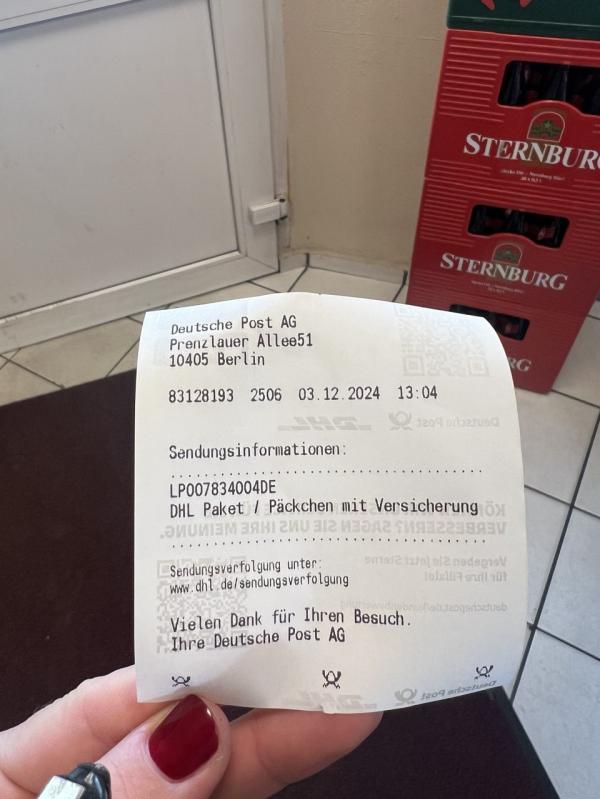 STERNBURG
STERNBURG
RG
Deutsche Post AG
Prenzlauer Allee51
10405 Berlin
83128193 2506 03.12.2024 13:04
Sendungsinformationen:
LP007834004DE
DHL Paket / Päckchen mit Versicherung
Sendungsverfolgung unter:
www.dhl.de/sendungsverfolgung
Vielen Dank für Ihren Besuch.
Ihre Deutsche Post AG